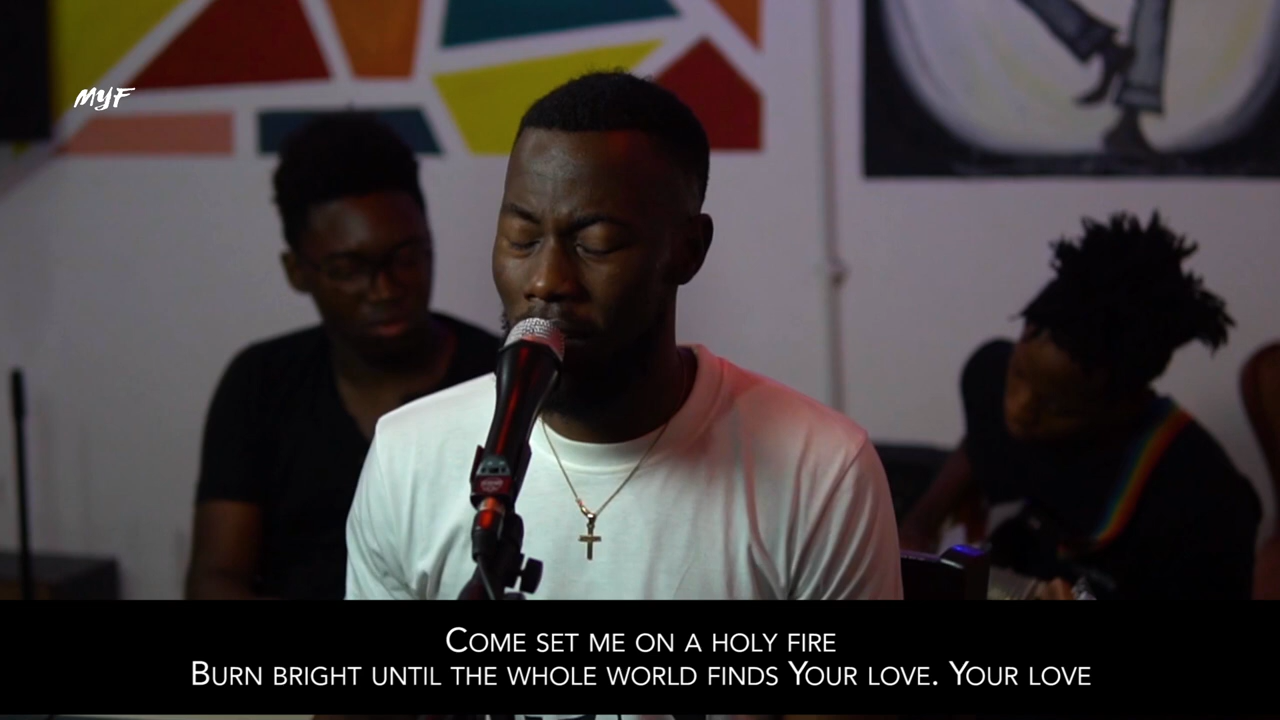 MYF
COME SET ME ON A HOLY FIRE
BURN BRIGHT UNTIL THE WHOLE WORLD FINDS YOUR LOVE. YOUR LOVE